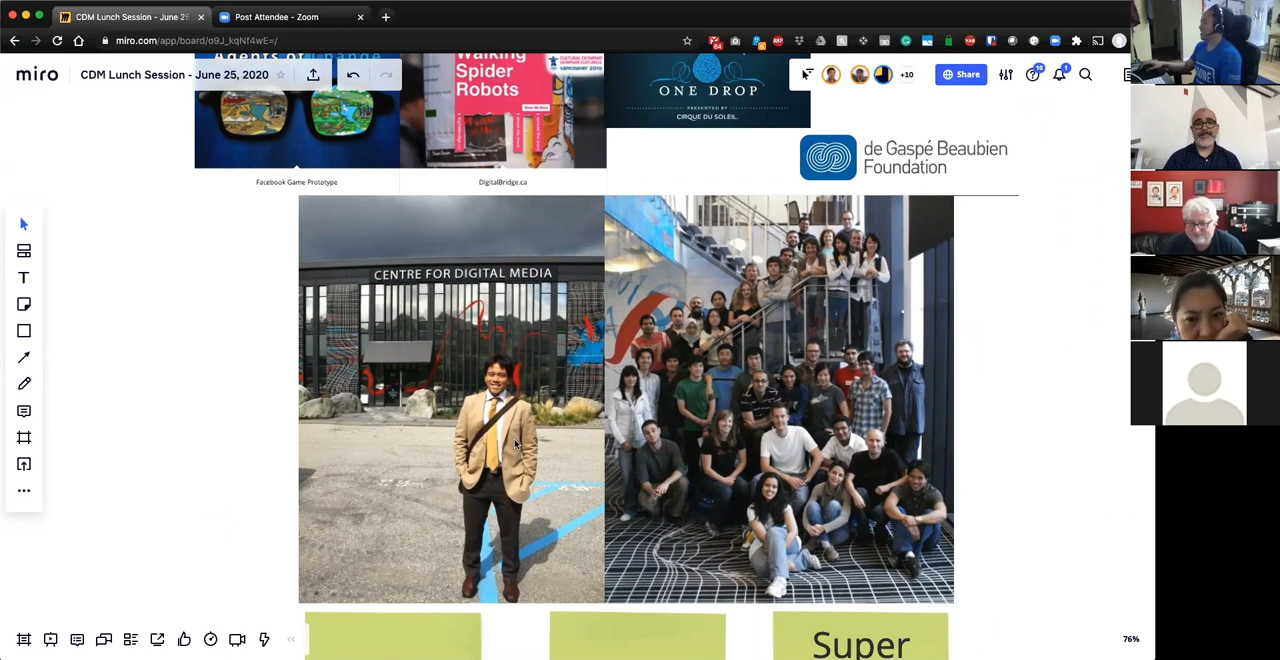 CDM Lunch Session - June 25
Post Attendee - Zoom
miro.com/app/board/o9J_kqNf4wE=/
miro
CDM Lunch Session - June 25, 2020
+10
Share
Walking
Spider
Robots
vancouver 2010
ONE DROP
PRESENTED BY
CIRQUE DU SOLEIL.
de Gaspé Beaubien
Foundation
Facebook Game Prototype
DigitalBridge.ca
CENTRE FOR DIGITAL MEDIA
Super
76%